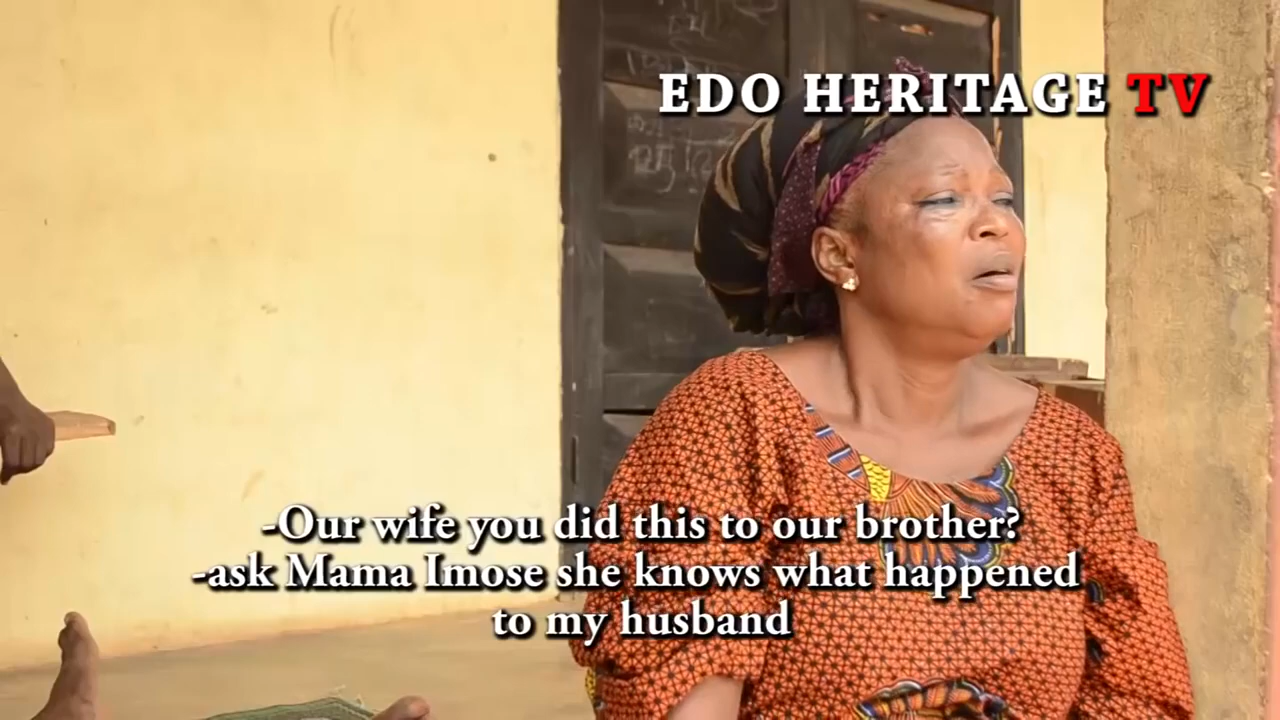 EDO HERITAGE TV
-Our wife you did this to our brother?
-ask Mama Imose she knows what happened
to my husband